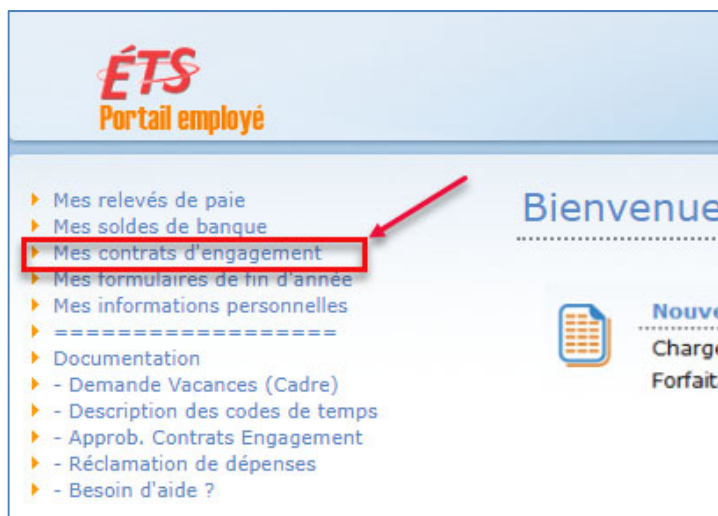 ÉTS
Portail employé
Mes relevés de paie
Mes soldes de banque
Mes contrats d'engagement
Mes formulaires de fin d'année
Mes informations personnelles
==================
Documentation
- Demande Vacances (Cadre)
- Description des codes de temps
- Approb. Contrats Engagement
- Réclamation de dépenses
- Besoin d'aide ?
Bienvenue
Nouve
Charge
Forfait